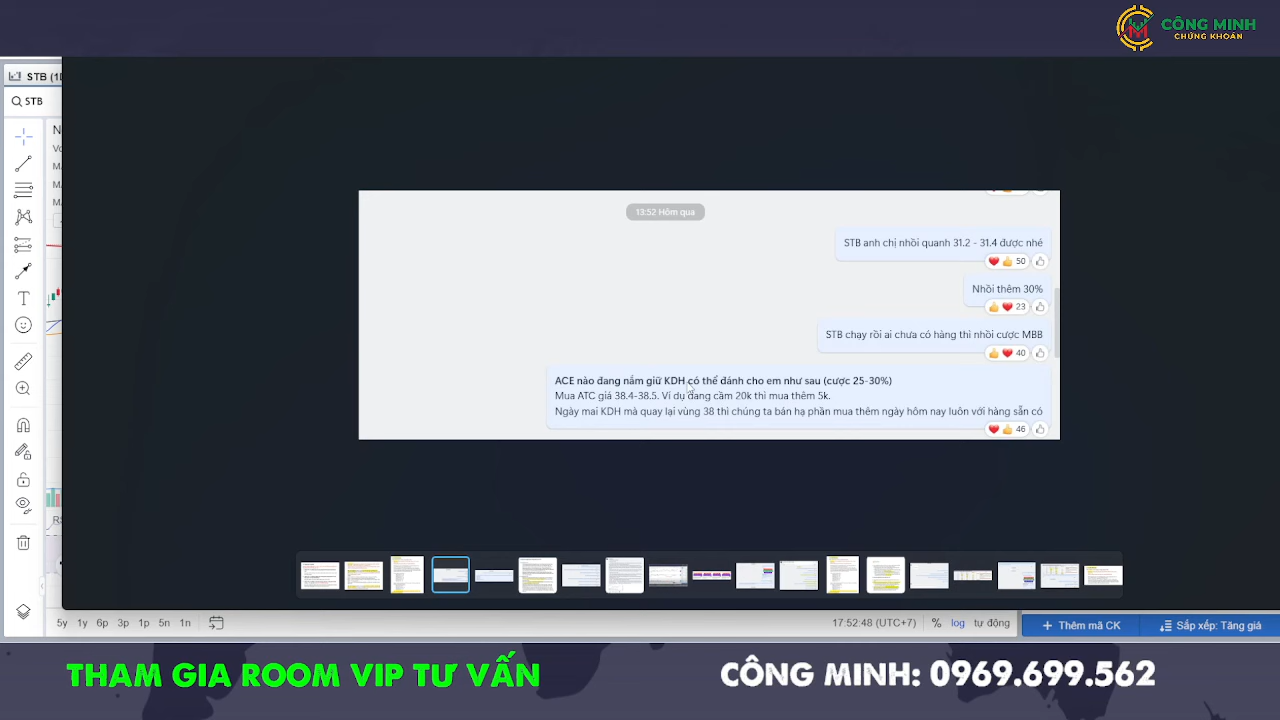 CÔNG MINH
CHỨNG KHOÁN
STB (1
STB
13:52 Hôm qua
STB anh chị nhồi quanh 31.2 - 31.4 được nhé
50
Nhồi thêm 30%
23
STB chạy rồi ai chưa có hàng thì nhồi cược MBB
40
ACE nào đang nắm giữ KDH có thể đánh cho em như sau (cược 25-30%)
Mua ATC giá 38.4-38.5. Ví dụ đang cầm 20k thì mua thêm 5k.
Ngày mai KDH mà quay lại vùng 38 thì chúng ta bán hạ phần mua thêm ngày hôm nay luôn với hàng sẵn có
46
5y 1y 6p 3p 1p 5n 1n
17:52:48 (UTC+7) % log tự động
+ Thêm mã CK
Sắp xếp: Tăng giá
THAM GIA ROOM VIP TƯ VẤN
CÔNG MINH: 0969.699.562